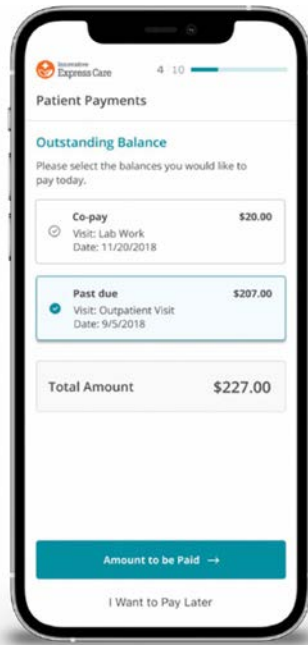 Innovative
Express Care
4 10
Patient Payments
Outstanding Balance
Please select the balances you would like to
pay today.
Co-pay $20.00
Visit: Lab Work
Date: 11/20/2018
Past due $207.00
Visit: Outpatient Visit
Date: 9/5/2018
Total Amount $227.00
Amount to be Paid →
I Want to Pay Later